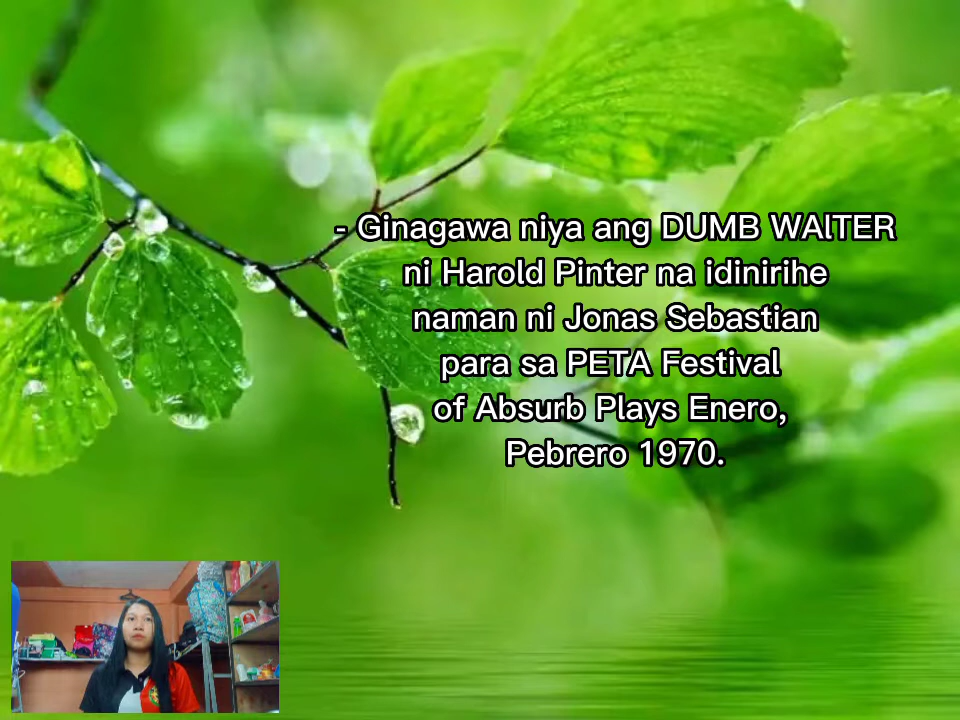 - Ginagawa niya ang DUMB WAlTER
ni Harold Pinter na idinirihe
naman ni Jonas Sebastian
para sa PETA Festival
of Absurb Plays Enero,
Pebrero 1970.